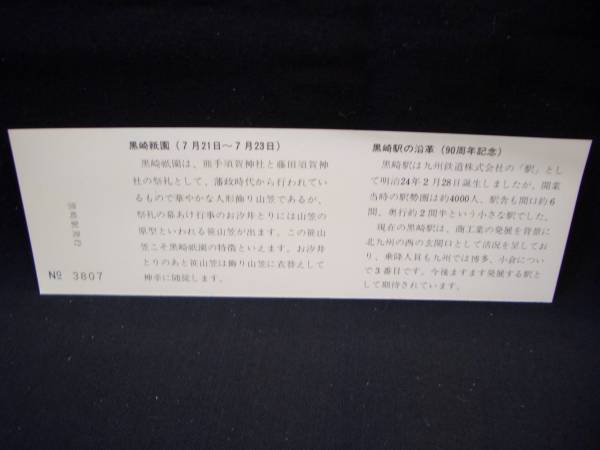 黒崎祇園(7月21日〜7月23日)
黒崎祇園は、熊手須賀神社と藤田須賀神
社の祭礼として、藩政時代から行われてい
るもので華やかな人形飾り山笠であるが、
祭礼の幕あけ行事のお汐井とりには山笠の
原型といわれる笹山笠が出ます。この笹山
笠こそ黒崎祇園の特徴といえます。お汐井
とりのあと笹山笠は飾り山笠に衣替えして
神幸に随従します。
黒崎駅の沿革(90周年記念)
黒崎駅は九州鉄道株式会社の「駅」とし
て明治24年2月28日誕生しましたが、開業
当時の駅勢圏は約4000人、駅舎も間口約6
間、奥行約2間半という小さな駅でした。
現在の黒崎駅は、商工業の発展を背景に
北九州の西の玄関口として活況を呈してお
り、乗降人員も九州では博多、小倉につい
で3番目です。今後ますます発展する駅と
して期待されています。
黒崎駅発行
No 3807